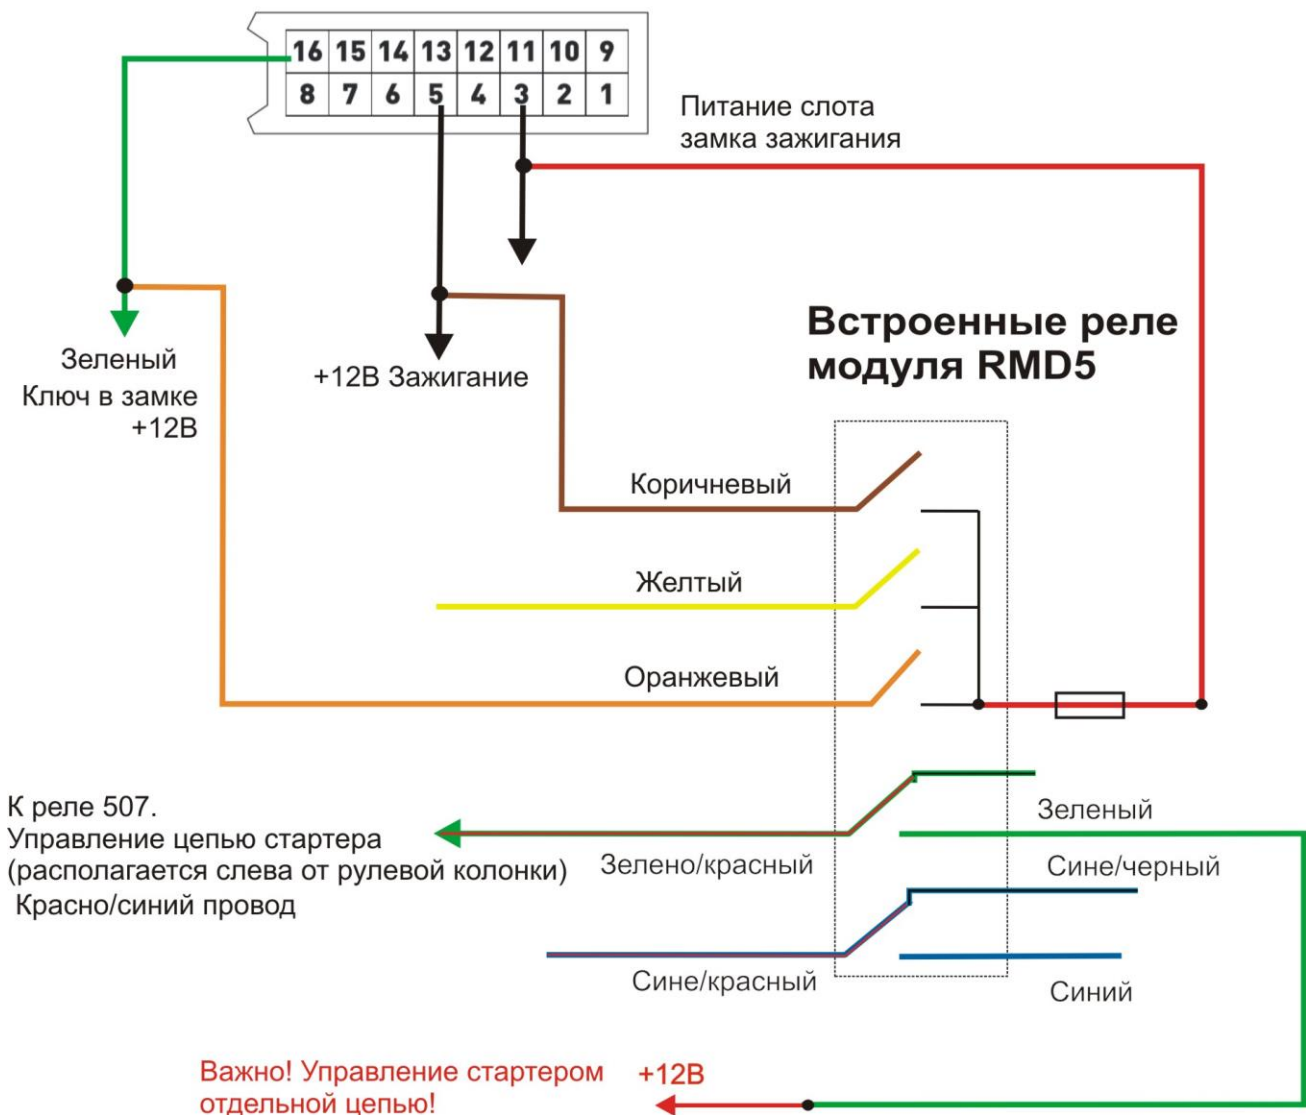 16 15 14 13 12 11 10 9
8 7 6 5 4 3 2 1
Питание слота
замка зажигания
Зеленый
Ключ в замке
+12В
+12В Зажигание
Встроенные реле
модуля RMD5
Коричневый
Желтый
Оранжевый
К реле 507.
Управление цепью стартера
(располагается слева от рулевой колонки)
Красно/синий провод
Зеленый
Зелено/красный
Сине/черный
Сине/красный
Синий
Важно! Управление стартером
отдельной цепью!
+12В